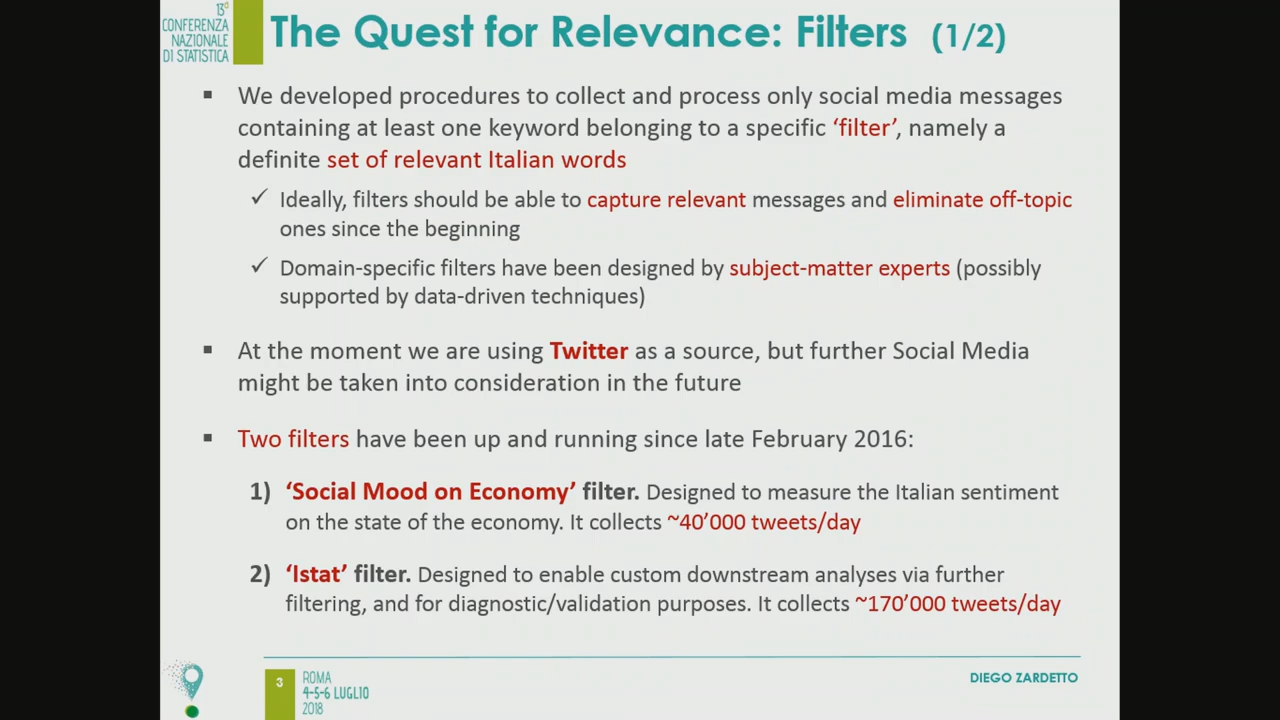 13°
CONFERENZA
NAZIONALE
DI STATISTICA
The Quest for Relevance: Filters (1/2)
▪ We developed procedures to collect and process only social media messages
containing at least one keyword belonging to a specific ‘filter’, namely a
definite set of relevant Italian words
✓ Ideally, filters should be able to capture relevant messages and eliminate off-topic
ones since the beginning
✓ Domain-specific filters have been designed by subject-matter experts (possibly
supported by data-driven techniques)
▪ At the moment we are using Twitter as a source, but further Social Media
might be taken into consideration in the future
▪ Two filters have been up and running since late February 2016:
1) ‘Social Mood on Economy’ filter. Designed to measure the Italian sentiment
on the state of the economy. It collects ~40’000 tweets/day
2) ‘Istat’ filter. Designed to enable custom downstream analyses via further
filtering, and for diagnostic/validation purposes. It collects ~170’000 tweets/day
3
ROMA
4-5-6 LUGLIO
2018
DIEGO ZARDETTO